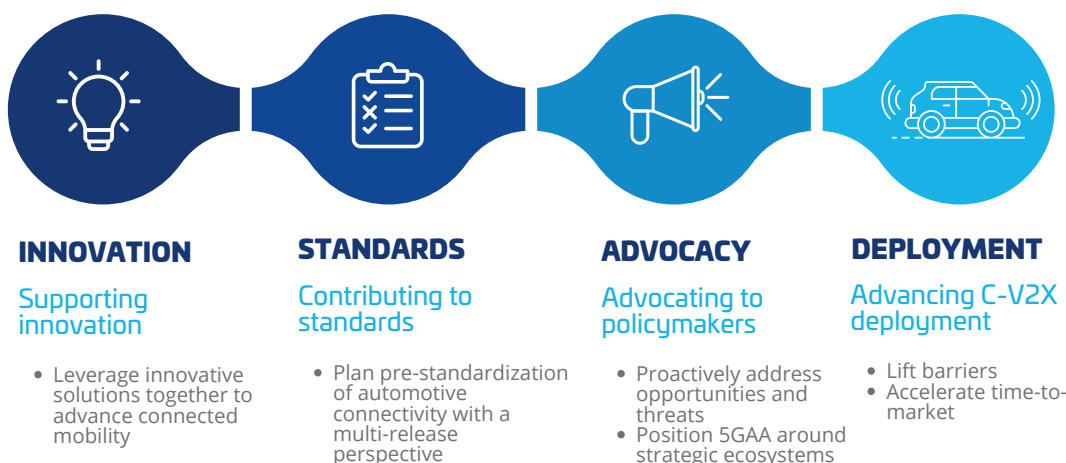 INNOVATION
Supporting
innovation
• Leverage innovative
solutions together to
advance connected
mobility
STANDARDS
Contributing to
standards
• Plan pre-standardization
of automotive
connectivity with a
multi-release
perspective
ADVOCACY
Advocating to
policymakers
• Proactively address
opportunities and
threats
• Position 5GAA around
strategic ecosystems
DEPLOYMENT
Advancing C-V2X
deployment
• Lift barriers
• Accelerate time-to-
market